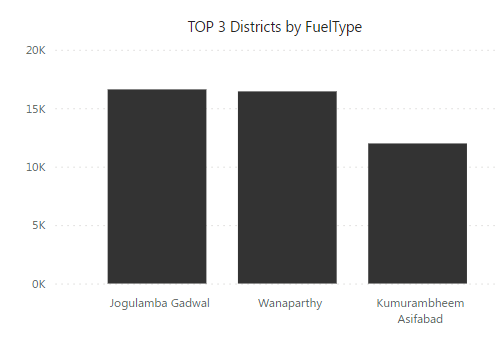 TOP 3 Districts by FuelType
20K
15K
10K
5K
0K
Jogulamba Gadwal
Wanaparthy
Kumurambheem
Asifabad